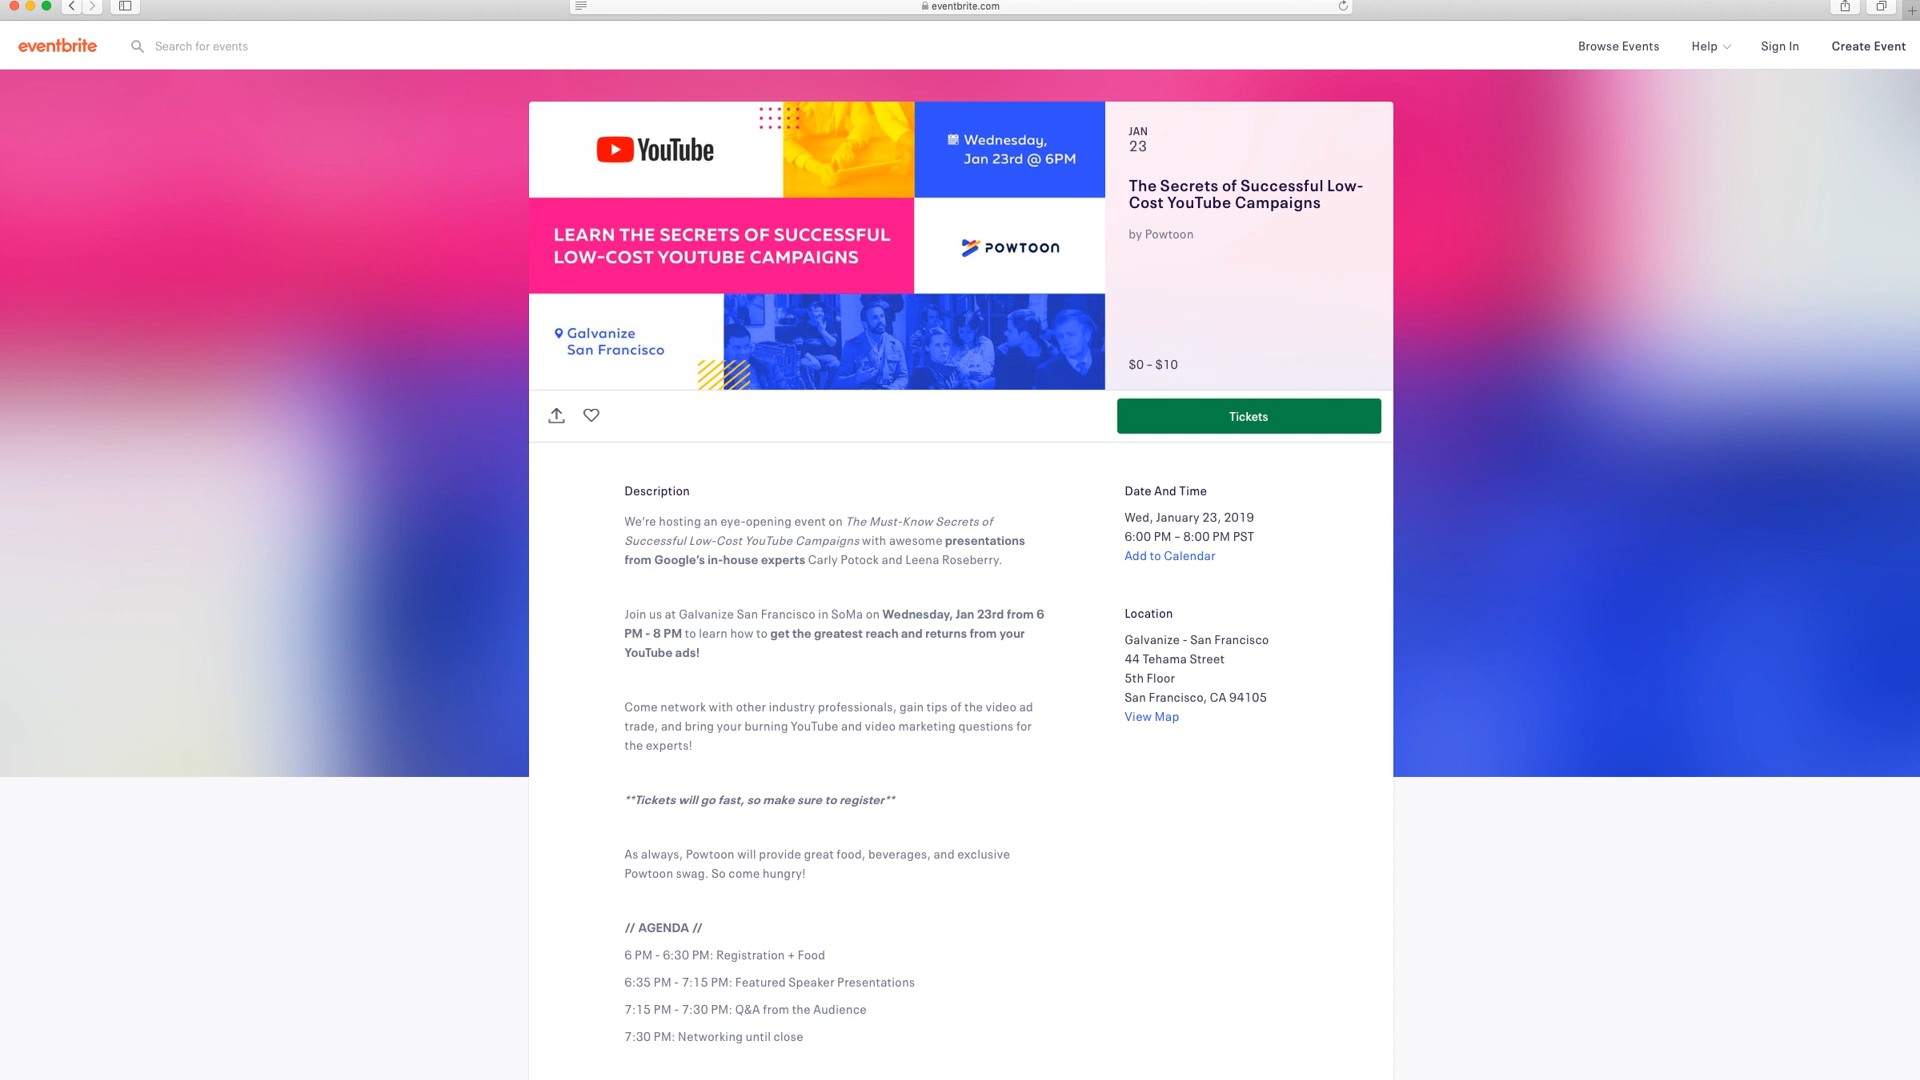 eventbrite.com
eventbrite
Search for events
Browse Events
Help
Sign In
Create Event
YouTube
Wednesday,
Jan 23rd @ 6PM
LEARN THE SECRETS OF SUCCESSFUL
LOW-COST YOUTUBE CAMPAIGNS
POWTOON
Galvanize
San Francisco
JAN
23
The Secrets of Successful Low-
Cost YouTube Campaigns
by Powtoon
$0 – $10
Tickets
Description
We're hosting an eye-opening event on The Must-Know Secrets of
Successful Low-Cost YouTube Campaigns with awesome presentations
from Google's in-house experts Carly Potock and Leena Roseberry.
Join us at Galvanize San Francisco in SoMa on Wednesday, Jan 23rd from 6
PM - 8 PM to learn how to get the greatest reach and returns from your
YouTube ads!
Come network with other industry professionals, gain tips of the video ad
trade, and bring your burning YouTube and video marketing questions for
the experts!
**Tickets will go fast, so make sure to register**
As always, Powtoon will provide great food, beverages, and exclusive
Powtoon swag. So come hungry!
// AGENDA //
6 PM - 6:30 PM: Registration + Food
6:35 PM - 7:15 PM: Featured Speaker Presentations
7:15 PM - 7:30 PM: Q&A from the Audience
7:30 PM: Networking until close
Date And Time
Wed, January 23, 2019
6:00 PM – 8:00 PM PST
Add to Calendar
Location
Galvanize - San Francisco
44 Tehama Street
5th Floor
San Francisco, CA 94105
View Map